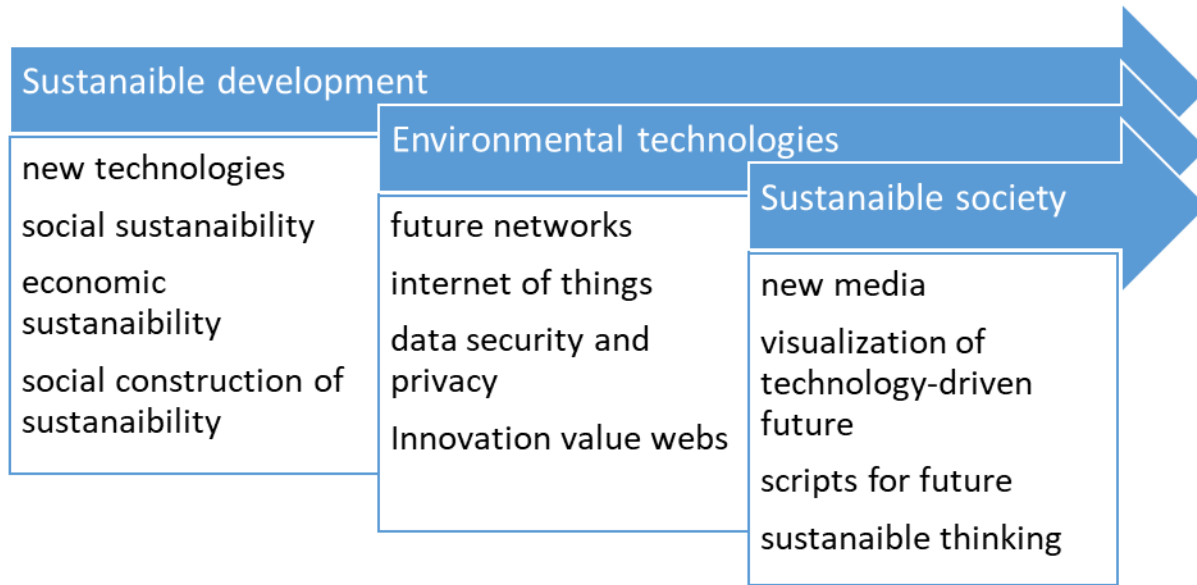 Sustanaible development
new technologies
social sustanaibility
economic
sustanaibility
social construction of
sustanaibility
Environmental technologies
future networks
internet of things
data security and
privacy
Innovation value webs
Sustanaible society
new media
visualization of
technology-driven
future
scripts for future
sustanaible thinking